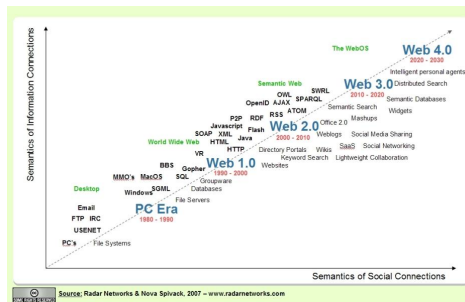 Semantics of Information Connections
The WebOS
Web 4.0
2020 - 2030
Intelligent personal agents
Semantic Web
SWRL
Web 3.0
Distributed Search
OWL
2010 - 2020
SPARQL
OpenID AJAX
Semantic Databases
ATOM
Semantic Search
Widgets
P2P RDF
RSS
Office 2.0
Mashups
Javascript
Flash
Web 2.0
SOAP XML
Java
2000 - 2010
Weblogs
Social Media Sharing
World Wide Web
HTML
HTTP
Directory Portals
Wikis
SaaS
Social Networking
VR
Keyword Search
Lightweight Collaboration
BBS
Gopher
Web 1.0
Websites
1990 - 2000
Desktop
MMO's
MacOS
SQL
Groupware
SGML
Databases
Windows
File Servers
Email
PC Era
FTP IRC
1980 - 1990
USENET
PC's
File Systems
Semantics of Social Connections
cc
SOME RIGHTS RESERVED
Source: Radar Networks & Nova Spivack, 2007 – www.radarnetworks.com